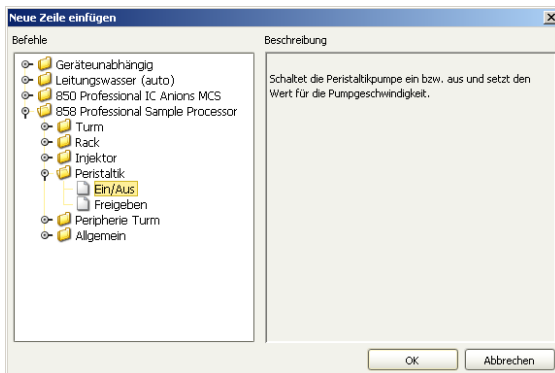 Neue Zeile einfügen
Befehle
Geräteunabhängig
Leitungswasser (auto)
850 Professional IC Anions MCS
858 Professional Sample Processor
Turm
Rack
Injektor
Peristaltik
Ein/Aus
Freigeben
Peripherie Turm
Allgemein
Beschreibung
Schaltet die Peristaltikpumpe ein bzw. aus und setzt den
Wert für die Pumpgeschwindigkeit.
OK
Abbrechen